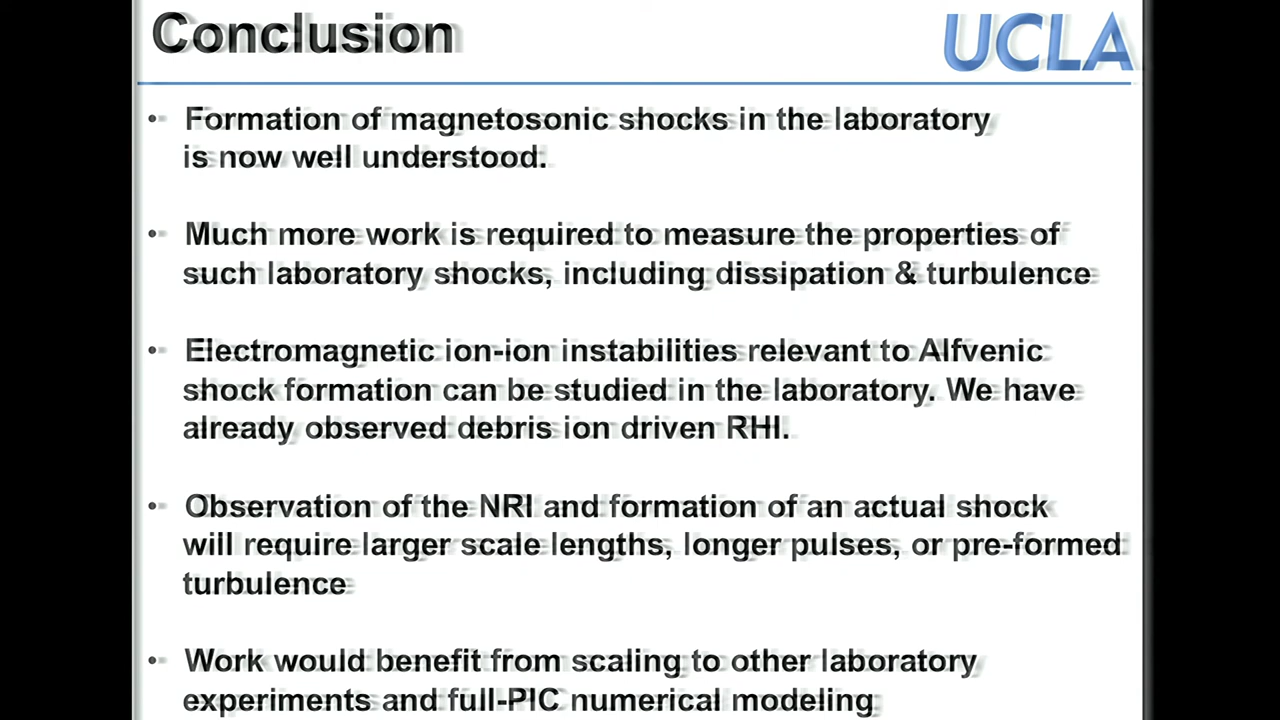 Conclusion
UCLA
• Formation of magnetosonic shocks in the laboratory
is now well understood.
• Much more work is required to measure the properties of
such laboratory shocks, including dissipation & turbulence
• Electromagnetic ion-ion instabilities relevant to Alfvenic
shock formation can be studied in the laboratory. We have
already observed debris ion driven RHI.
• Observation of the NRI and formation of an actual shock
will require larger scale lengths, longer pulses, or pre-formed
turbulence
• Work would benefit from scaling to other laboratory
experiments and full-PIC numerical modeling